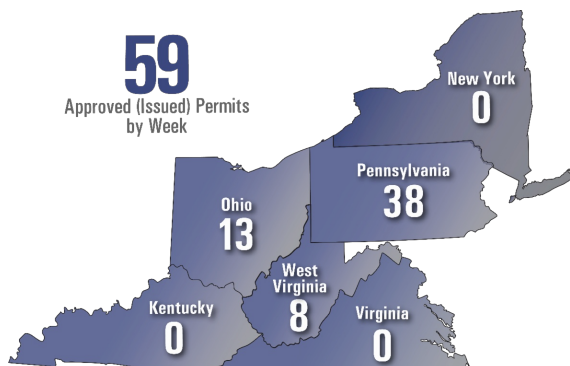 59
Approved (Issued) Permits
by Week
New York
0
Pennsylvania
38
Ohio
13
West
Virginia
8
Kentucky
0
Virginia
0